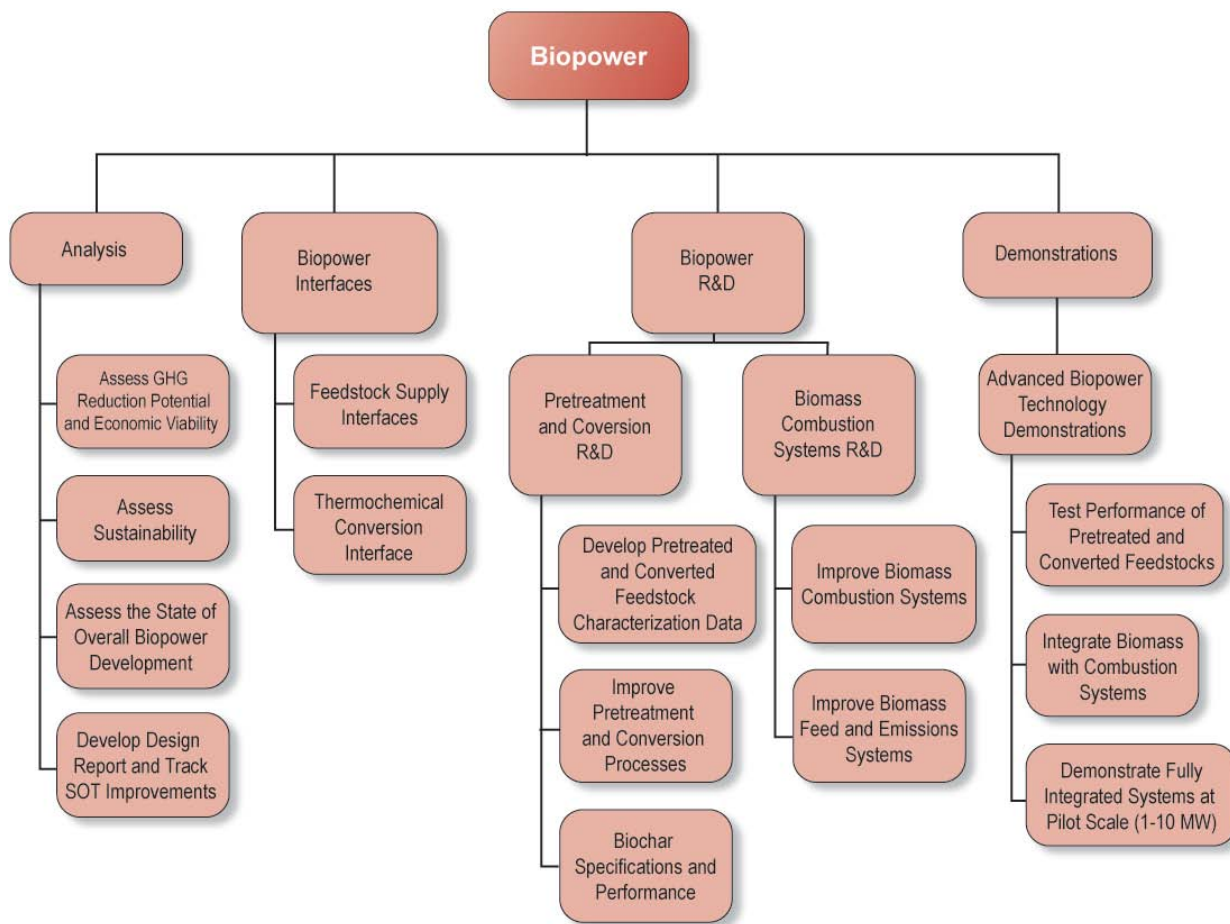 Biopower
Analysis
Assess GHG
Reduction Potential
and Economic Viability
Assess
Sustainability
Assess the State of
Overall Biopower
Development
Develop Design
Report and Track
SOT Improvements
Biopower
Interfaces
Feedstock Supply
Interfaces
Thermochemical
Conversion
Interface
Biopower
R&D
Pretreatment
and Coversion
R&D
Develop Pretreated
and Converted
Feedstock
Characterization Data
Improve
Pretreatment
and Conversion
Processes
Biochar
Specifications and
Performance
Biomass
Combustion
Systems R&D
Improve Biomass
Combustion Systems
Improve Biomass
Feed and Emissions
Systems
Demonstrations
Advanced Biopower
Technology
Demonstrations
Test Performance of
Pretreated and
Converted Feedstocks
Integrate Biomass
with Combustion
Systems
Demonstrate Fully
Integrated Systems at
Pilot Scale (1-10 MW)